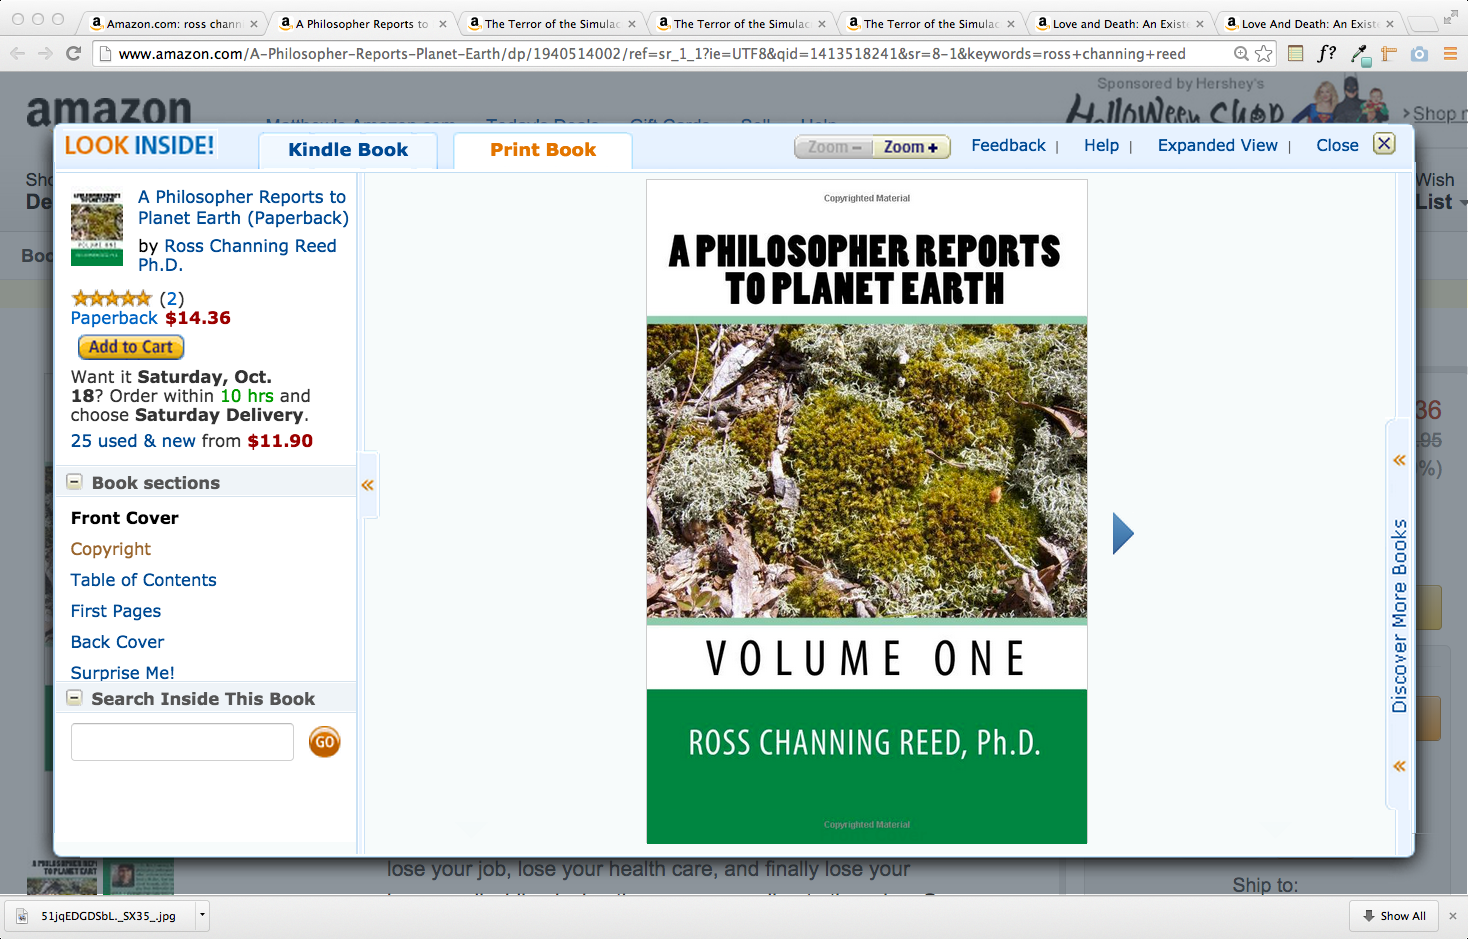 Amazon.com: ross chann
A Philosopher Reports to
The Terror of the Simulac
The Terror of the Simulac
The Terror of the Simulac
Love and Death: An Existe
Love And Death: An Existe
www.amazon.com/A-Philosopher-Reports-Planet-Earth/dp/1940514002/ref=sr_1_1?ie=UTF8&qid=1413518241&sr=8-1&keywords=ross+channing+reed
f?
amazon
Sponsored by Hershey's
Halloween Shop
Shop
LOOK INSIDE!
Kindle Book
Print Book
Zoom –
Zoom +
Feedback |
Help |
Expanded View |
Close
Wish
List
A Philosopher Reports to
Planet Earth (Paperback)
by Ross Channing Reed
Ph.D.
(2)
Paperback $14.36
Add to Cart
Want it Saturday, Oct.
18? Order within 10 hrs and
choose Saturday Delivery.
25 used & new from $11.90
Book sections
Front Cover
Copyright
Table of Contents
First Pages
Back Cover
Surprise Me!
Search Inside This Book
GO
Copyrighted Material
A PHILOSOPHER REPORTS
TO PLANET EARTH
VOLUME ONE
ROSS CHANNING REED, Ph.D.
Copyrighted Material
Discover More Books
lose your job, lose your health care, and finally lose your
Ship to:
51jqEDGDSbL._SX35_.jpg
Show All